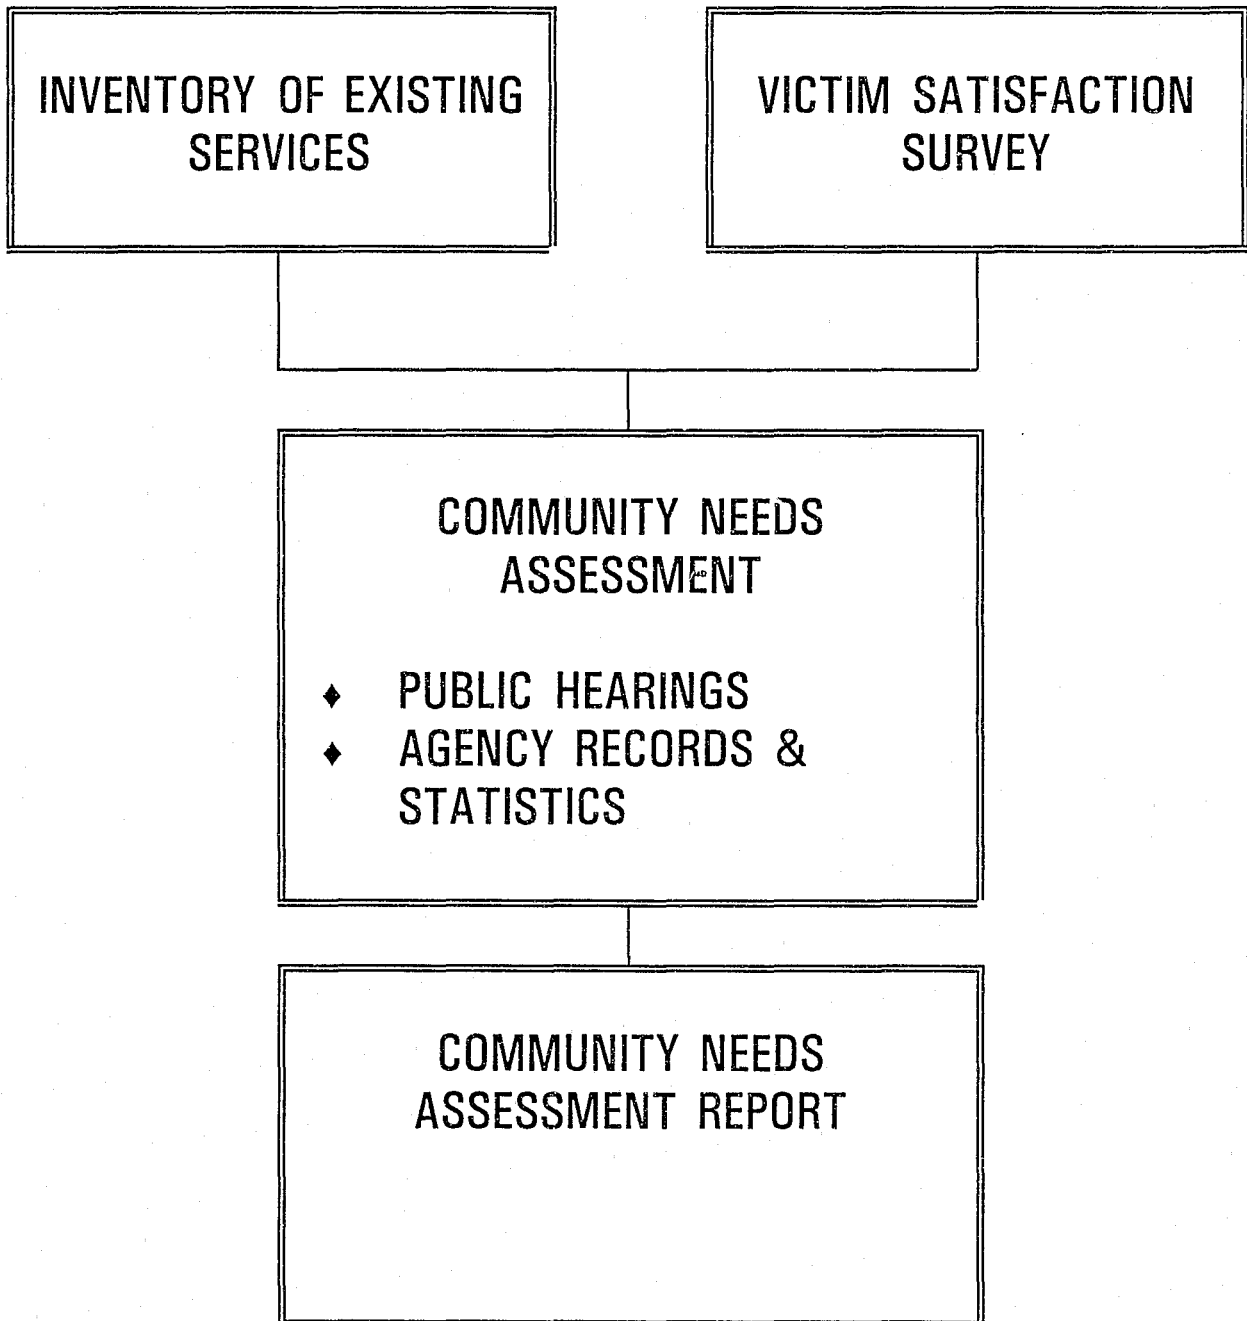 INVENTORY OF EXISTING
SERVICES
VICTIM SATISFACTION
SURVEY
COMMUNITY NEEDS
ASSESSMENT
♦ PUBLIC HEARINGS
♦ AGENCY RECORDS &
STATISTICS
COMMUNITY NEEDS
ASSESSMENT REPORT